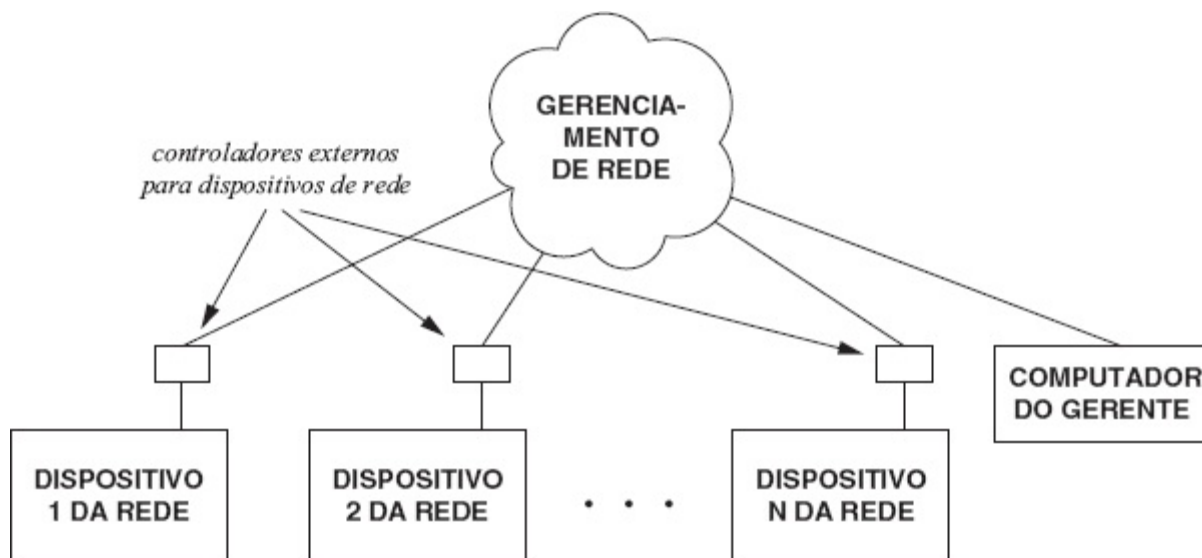 GERENCIA-
MENTO
DE REDE
controladores externos
para dispositivos de rede
COMPUTADOR
DO GERENTE
DISPOSITIVO
1 DA REDE
DISPOSITIVO
2 DA REDE
. . .
DISPOSITIVO
N DA REDE